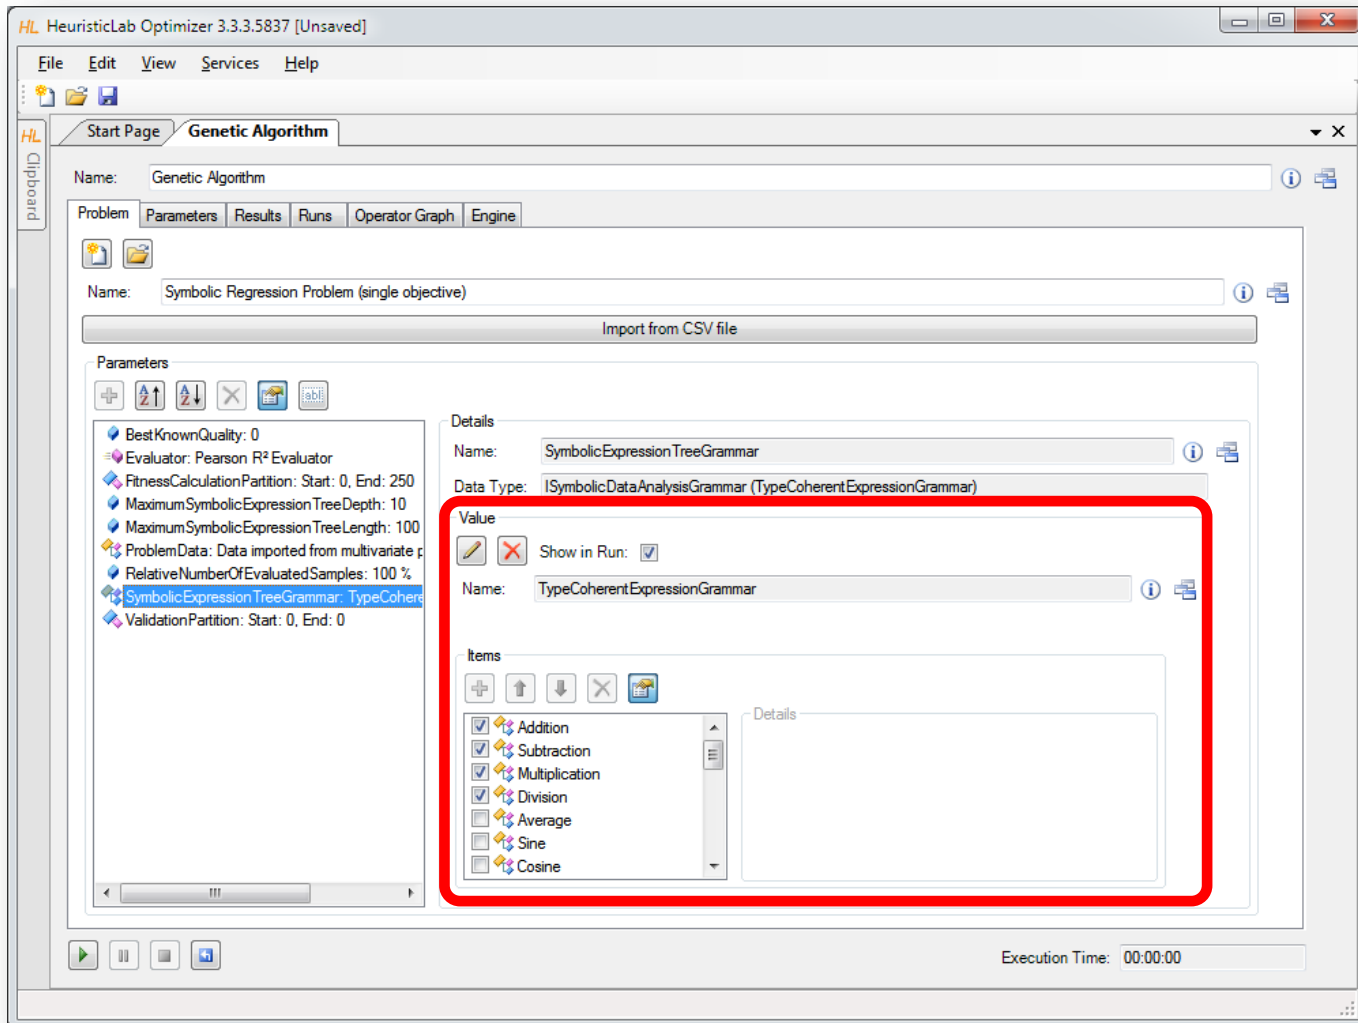 HL HeuristicLab Optimizer 3.3.3.5837 [Unsaved]
File Edit View Services Help
HL Clipboard
Start Page Genetic Algorithm
Name: Genetic Algorithm
Problem Parameters Results Runs Operator Graph Engine
Name: Symbolic Regression Problem (single objective)
Import from CSV file
Parameters
BestKnownQuality: 0
Evaluator: Pearson R² Evaluator
FitnessCalculationPartition: Start: 0, End: 250
MaximumSymbolicExpressionTreeDepth: 10
MaximumSymbolicExpressionTreeLength: 100
ProblemData: Data imported from multivariate p
RelativeNumberOfEvaluatedSamples: 100 %
SymbolicExpressionTreeGrammar: TypeCohere
ValidationPartition: Start: 0, End: 0
Details
Name: SymbolicExpressionTreeGrammar
Data Type: ISymbolicDataAnalysisGrammar (TypeCoherentExpressionGrammar)
Value
Show in Run:
Name: TypeCoherentExpressionGrammar
Items
Addition
Subtraction
Multiplication
Division
Average
Sine
Cosine
Details
Execution Time: 00:00:00